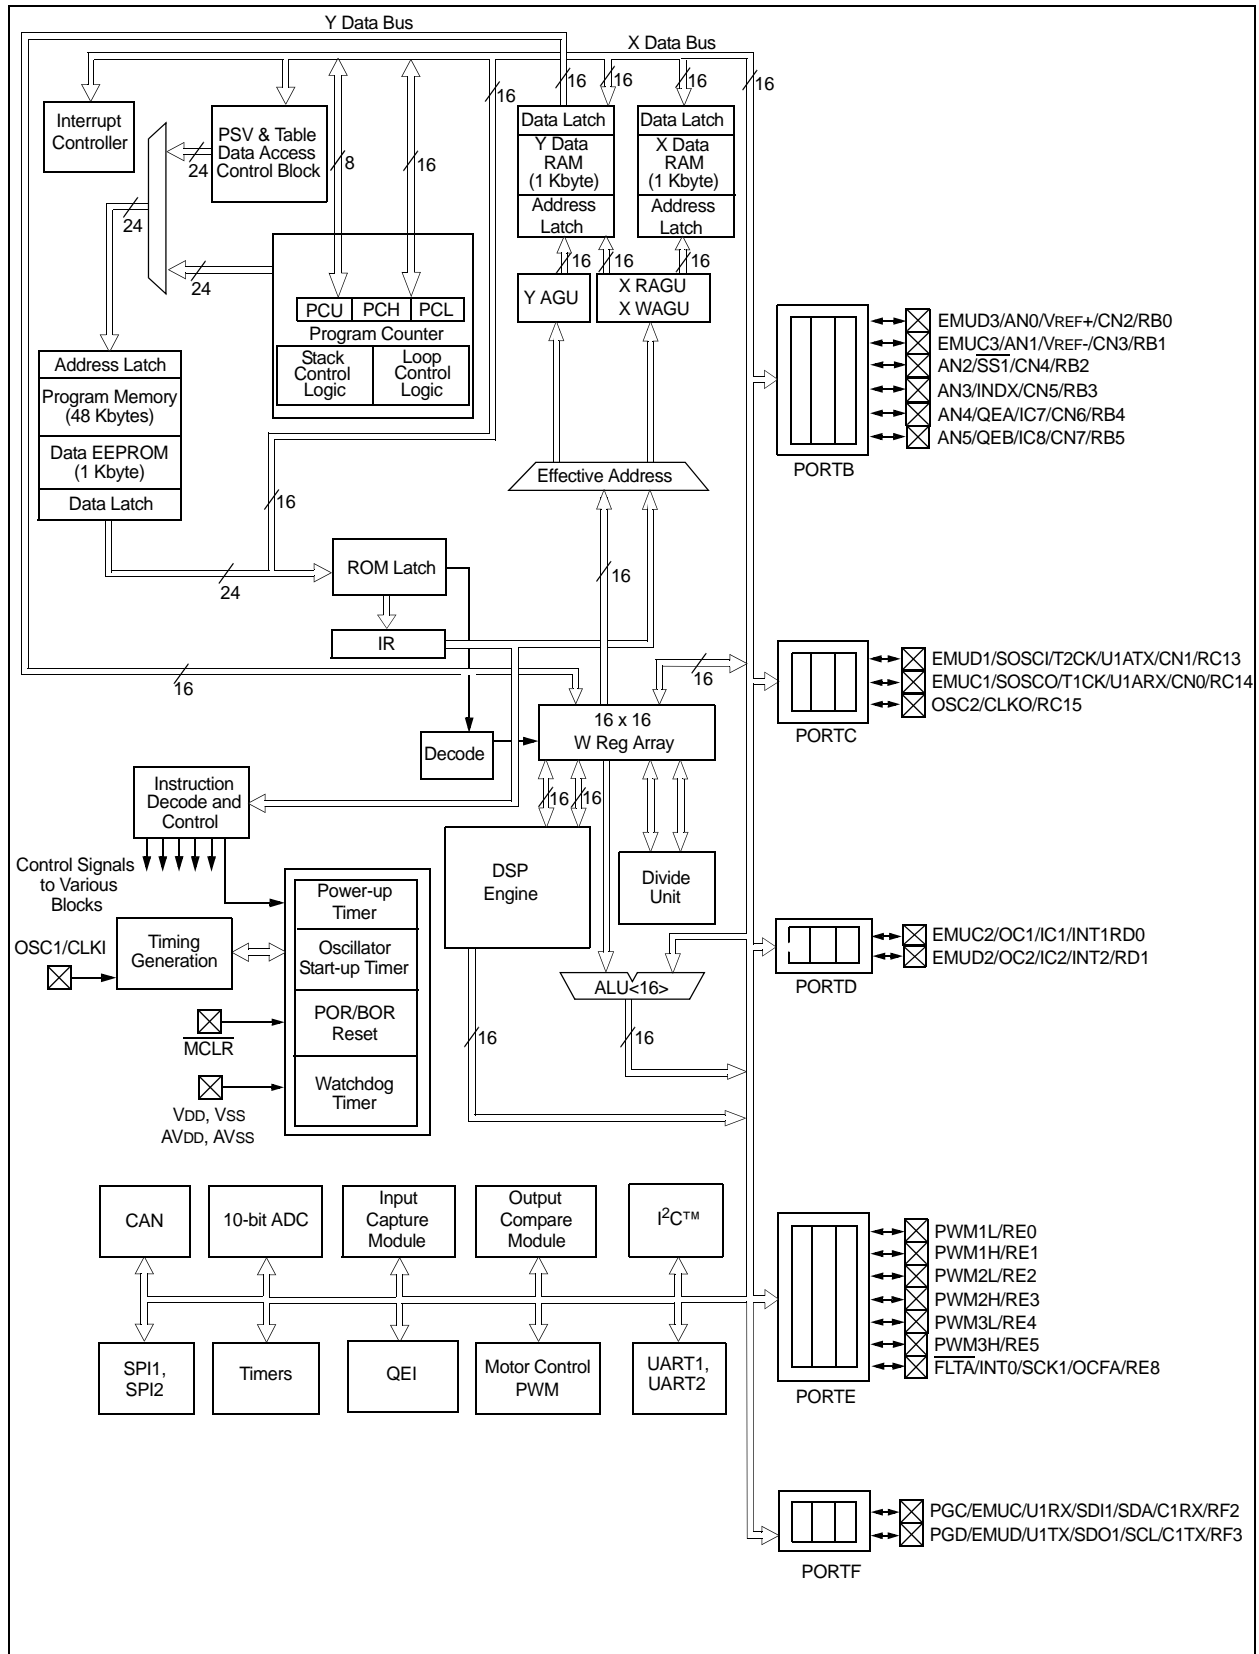 Y Data Bus
X Data Bus
16
16
16
16
16
Interrupt
Controller
PSV & Table
Data Access
Control Block
24
8
16
Data Latch
Y Data
RAM
(1 Kbyte)
Address
Latch
Data Latch
X Data
RAM
(1 Kbyte)
Address
Latch
24
24
16
16
16
Y AGU
X RAGU
X WAGU
PCU
PCH
PCL
Program Counter
Stack
Control
Logic
Loop
Control
Logic
Address Latch
Program Memory
(48 Kbytes)
Data EEPROM
(1 Kbyte)
Data Latch
Effective Address
16
24
ROM Latch
16
IR
16
16
16 x 16
W Reg Array
Decode
Instruction
Decode and
Control
16
16
Control Signals
to Various
Blocks
DSP
Engine
Divide
Unit
Power-up
Timer
Oscillator
Start-up Timer
POR/BOR
Reset
Watchdog
Timer
OSC1/CLKI
Timing
Generation
ALU<16>
MCLR
16
16
VDD, VSS
AVDD, AVSS
CAN
10-bit ADC
Input
Capture
Module
Output
Compare
Module
I2C™
SPI1,
SPI2
Timers
QEI
Motor Control
PWM
UART1,
UART2
EMUD3/AN0/VREF+/CN2/RB0
EMUC3/AN1/VREF-/CN3/RB1
AN2/SS1/CN4/RB2
AN3/INDX/CN5/RB3
AN4/QEA/IC7/CN6/RB4
AN5/QEB/IC8/CN7/RB5
PORTB
EMUD1/SOSCI/T2CK/U1ATX/CN1/RC13
EMUC1/SOSCO/T1CK/U1ARX/CN0/RC14
OSC2/CLKO/RC15
PORTC
EMUC2/OC1/IC1/INT1RD0
EMUD2/OC2/IC2/INT2/RD1
PORTD
PWM1L/RE0
PWM1H/RE1
PWM2L/RE2
PWM2H/RE3
PWM3L/RE4
PWM3H/RE5
FLTA/INT0/SCK1/OCFA/RE8
PORTE
PGC/EMUC/U1RX/SDI1/SDA/C1RX/RF2
PGD/EMUD/U1TX/SDO1/SCL/C1TX/RF3
PORTF